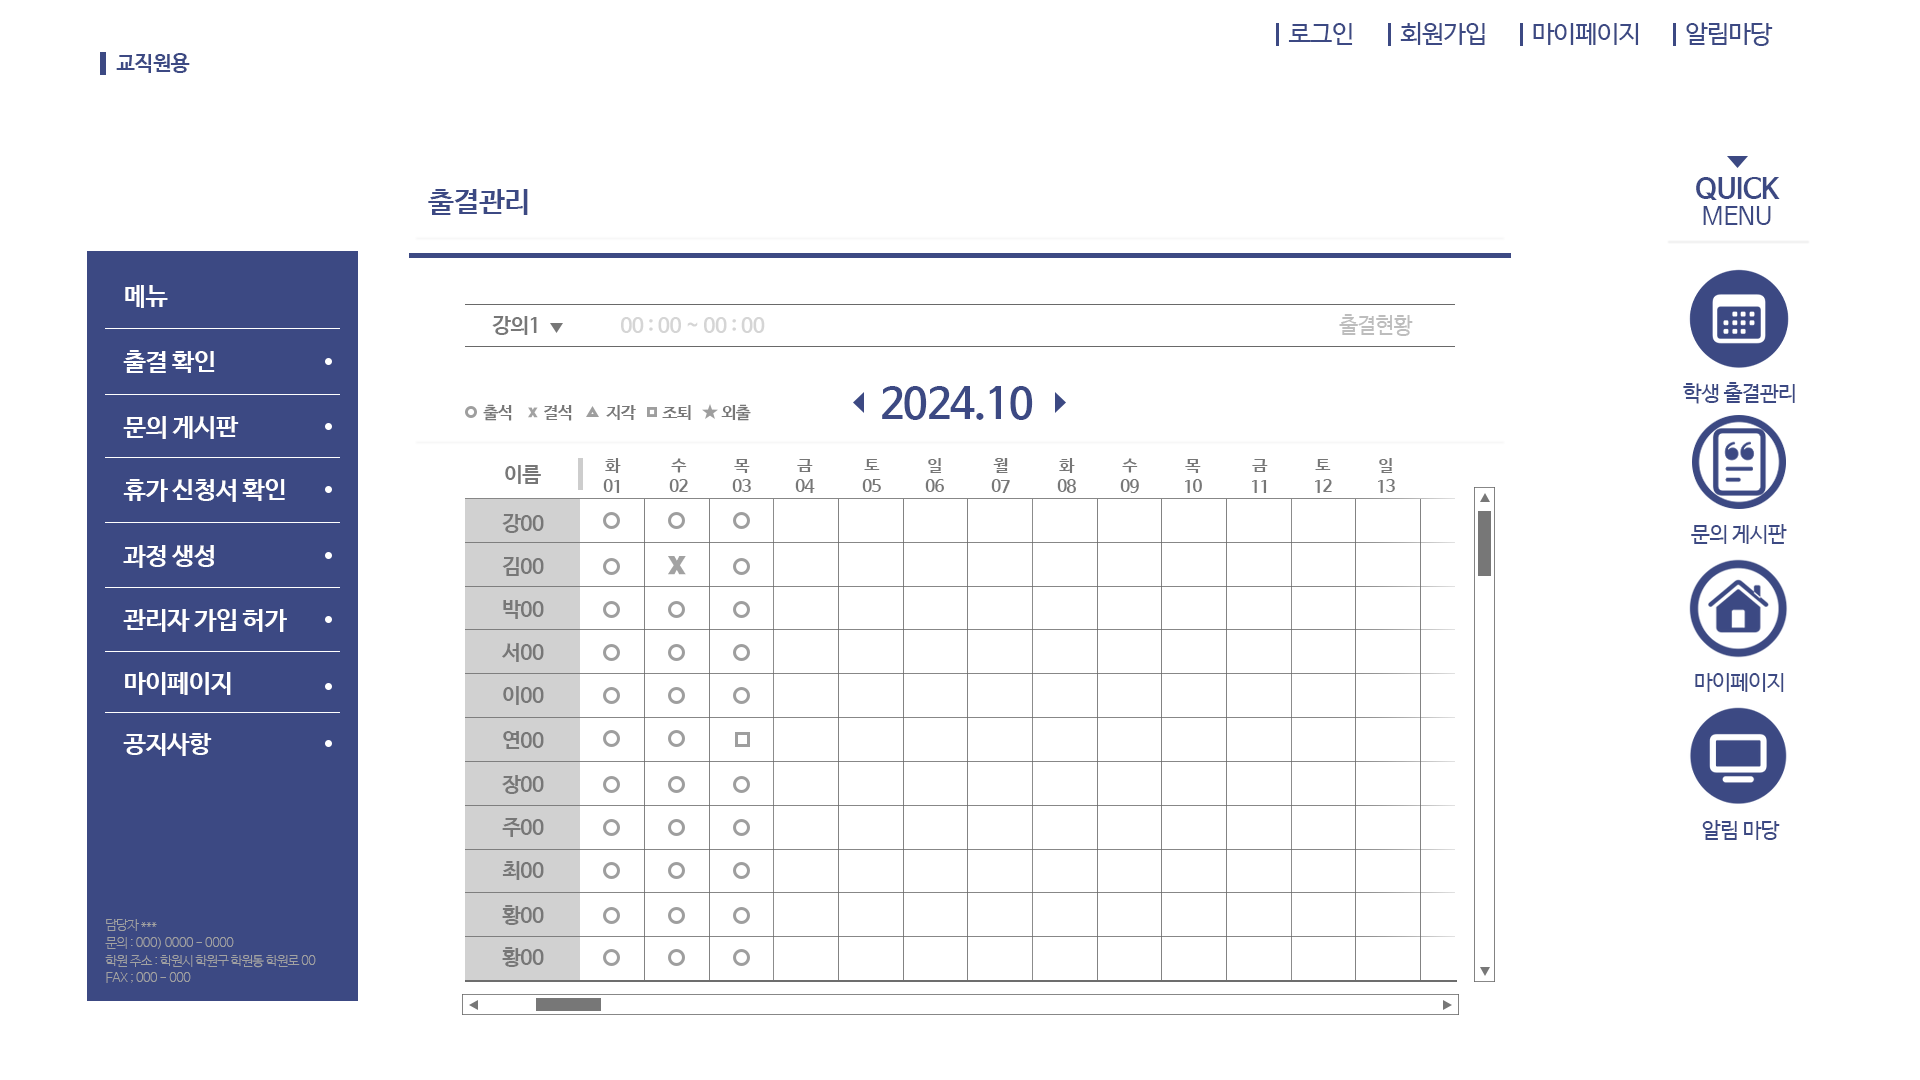 로그인 회원가입 마이페이지 알림마당
교직원용
QUICK
MENU
출결관리
메뉴
출결 확인
문의 게시판
휴가 신청서 확인
과정 생성
관리자 가입 허가
마이페이지
공지사항
담당자 ***
문의 : 000) 0000 - 0000
학원 주소 : 학원시 학원구 학원동 학원로 00
FAX ; 000 - 000
강의1 ▼ 00 : 00 ~ 00 : 00 출결현황
출석 x 결석 ▲ 지각 조퇴 ★ 외출
2024.10
이름 화 수 목 금 토 일 월 화 수 목 금 토 일
01 02 03 04 05 06 07 08 09 10 11 12 13
강00 ○ ○ ○
김00 ○ X ○
박00 ○ ○ ○
서00 ○ ○ ○
이00 ○ ○ ○
연00 ○ ○ □
장00 ○ ○ ○
주00 ○ ○ ○
최00 ○ ○ ○
황00 ○ ○ ○
황00 ○ ○ ○
학생 출결관리
문의 게시판
마이페이지
알림 마당